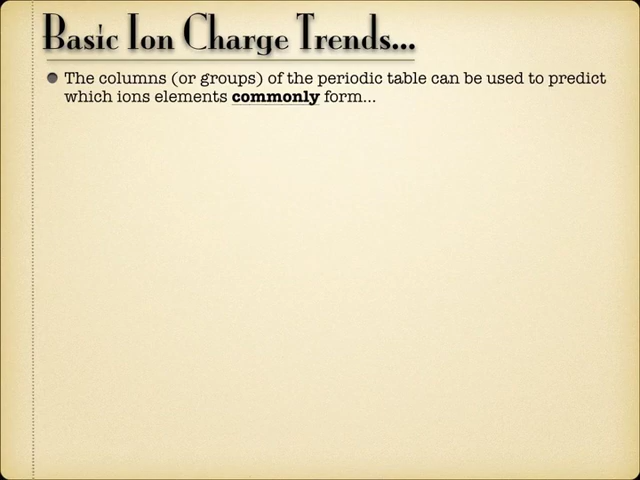 Basic Ion Charge Trends...
The columns (or groups) of the periodic table can be used to predict
which ions elements commonly form...